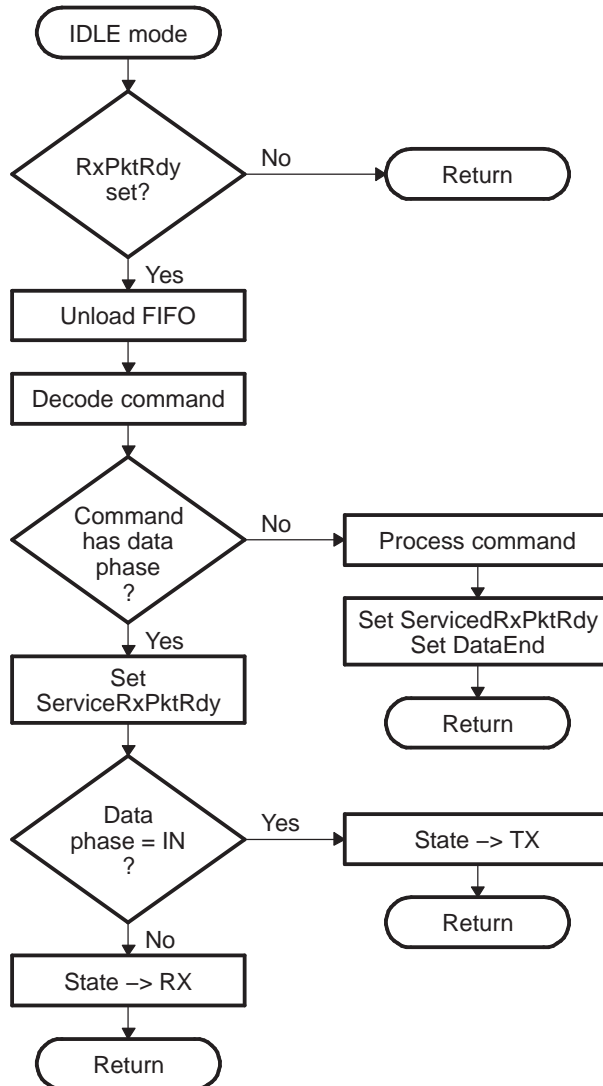 IDLE mode
RxPktRdy
set?
No
Return
Yes
Unload FIFO
Decode command
Command
has data
phase
?
No
Process command
Set ServicedRxPktRdy
Set DataEnd
Return
Yes
Set
ServiceRxPktRdy
Data
phase = IN
?
Yes
State −> TX
Return
No
State −> RX
Return